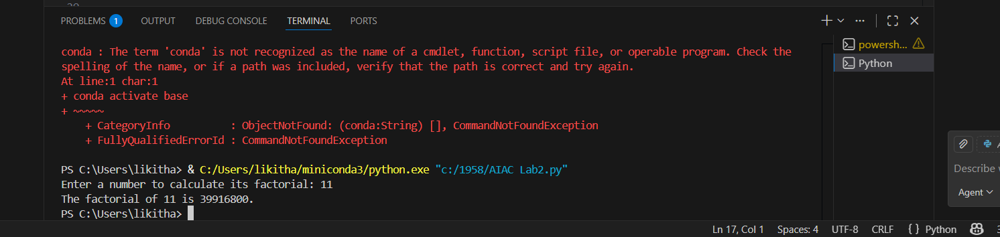 PROBLEMS 1 OUTPUT DEBUG CONSOLE TERMINAL PORTS
conda : The term 'conda' is not recognized as the name of a cmdlet, function, script file, or operable program. Check the
spelling of the name, or if a path was included, verify that the path is correct and try again.
At line:1 char:1
+ conda activate base
+ ~~~~~
    + CategoryInfo          : ObjectNotFound: (conda:String) [], CommandNotFoundException
    + FullyQualifiedErrorId : CommandNotFoundException
PS C:\Users\likitha> & C:/Users/likitha/miniconda3/python.exe "c:/1958/AIAC Lab2.py"
Enter a number to calculate its factorial: 11
The factorial of 11 is 39916800.
PS C:\Users\likitha>
powersh...
Python
Describe
Agent
Ln 17, Col 1 Spaces: 4 UTF-8 CRLF { } Python